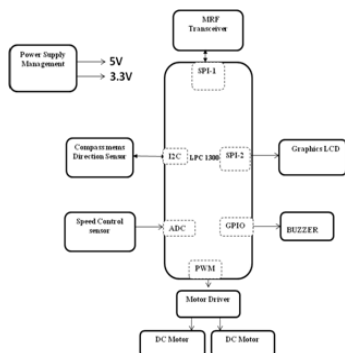 MRF
Transceiver
Power Supply
Management
5V
3.3V
SPI-1
Compass mems
Direction Sensor
I2C
LPC 1300
SPI-2
Graphics LCD
Speed Control
sensor
ADC
GPIO
BUZZER
PWM
Motor Driver
DC Motor
DC Motor